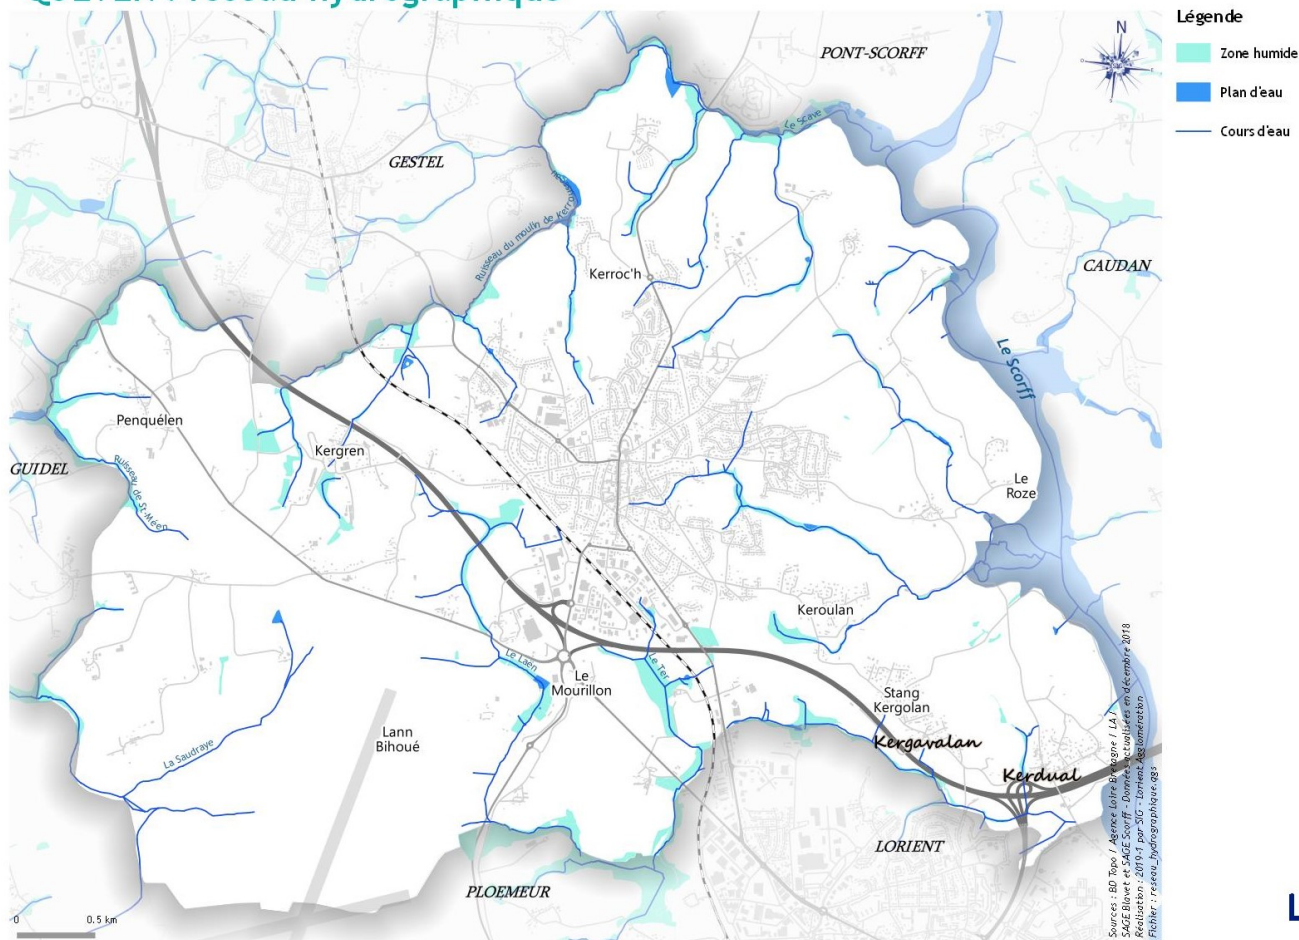 réseau hydrographique
Légende
Zone humide
Plan d'eau
Cours d'eau
N
PONT-SCORFF
Le Scave
GESTEL
Ruisseau du moulin de Kerrou
Kerroc'h
CAUDAN
Le Scorff
Penquélen
Kergren
GUIDEL
Ruisseau de St-Méen
Le
Roze
Keroulan
Le Laën
Le Ter
Le
Mourillon
Stang
Kergolan
Lann
Bihoué
La Saudraye
Kergavalan
Kerdual
LORIENT
PLOEMEUR
0
0.5 km
Sources : BD Topo / Agence Loire Bretagne / LA /
SAGE Blavet et SAGE Scorff - Données actualisées en décembre 2018
Réalisation : 2019-1 par SIG - Lorient Agglomération
Fichier : reseau_hydrographique.qgs
L